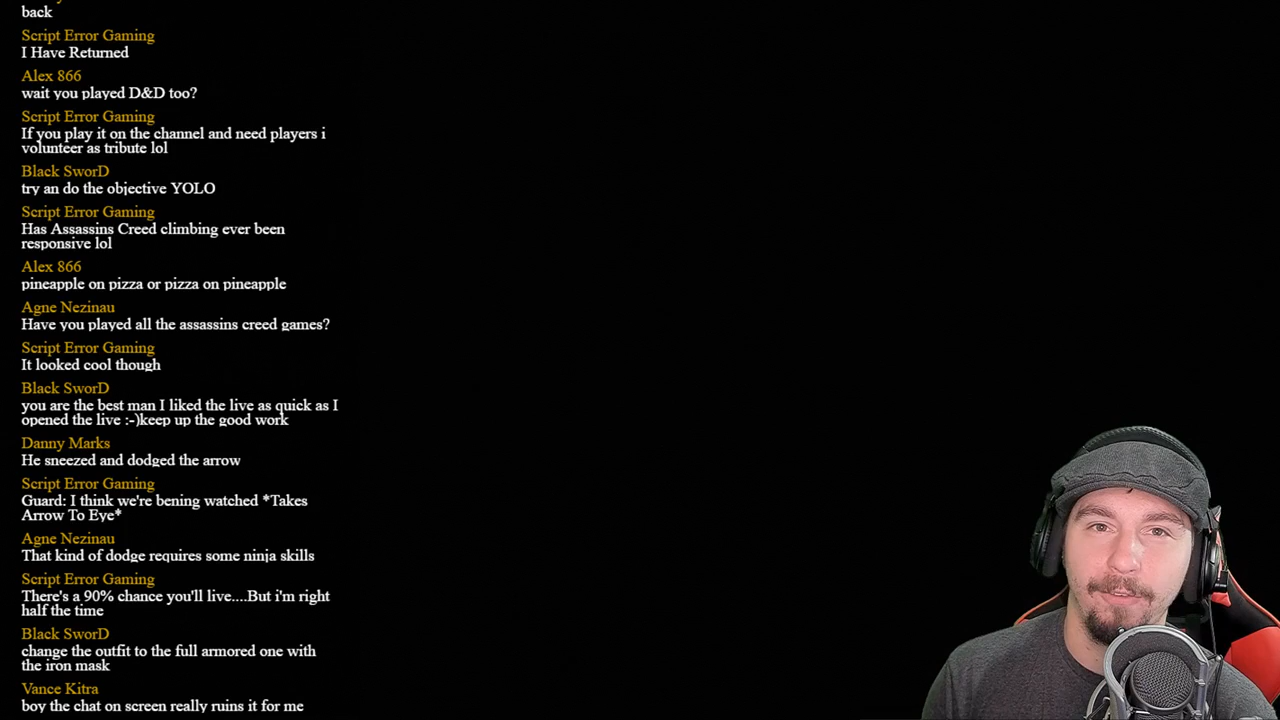 back
Script Error Gaming
I Have Returned
Alex 866
wait you played D&D too?
Script Error Gaming
If you play it on the channel and need players i
volunteer as tribute lol
Black SworD
try an do the objective YOLO
Script Error Gaming
Has Assassins Creed climbing ever been
responsive lol
Alex 866
pineapple on pizza or pizza on pineapple
Agne Nezinau
Have you played all the assassins creed games?
Script Error Gaming
It looked cool though
Black SworD
you are the best man I liked the live as quick as I
opened the live :-)keep up the good work
Danny Marks
He sneezed and dodged the arrow
Script Error Gaming
Guard: I think we're bening watched *Takes
Arrow To Eye*
Agne Nezinau
That kind of dodge requires some ninja skills
Script Error Gaming
There's a 90% chance you'll live....But i'm right
half the time
Black SworD
change the outfit to the full armored one with
the iron mask
Vance Kitra
boy the chat on screen really ruins it for me